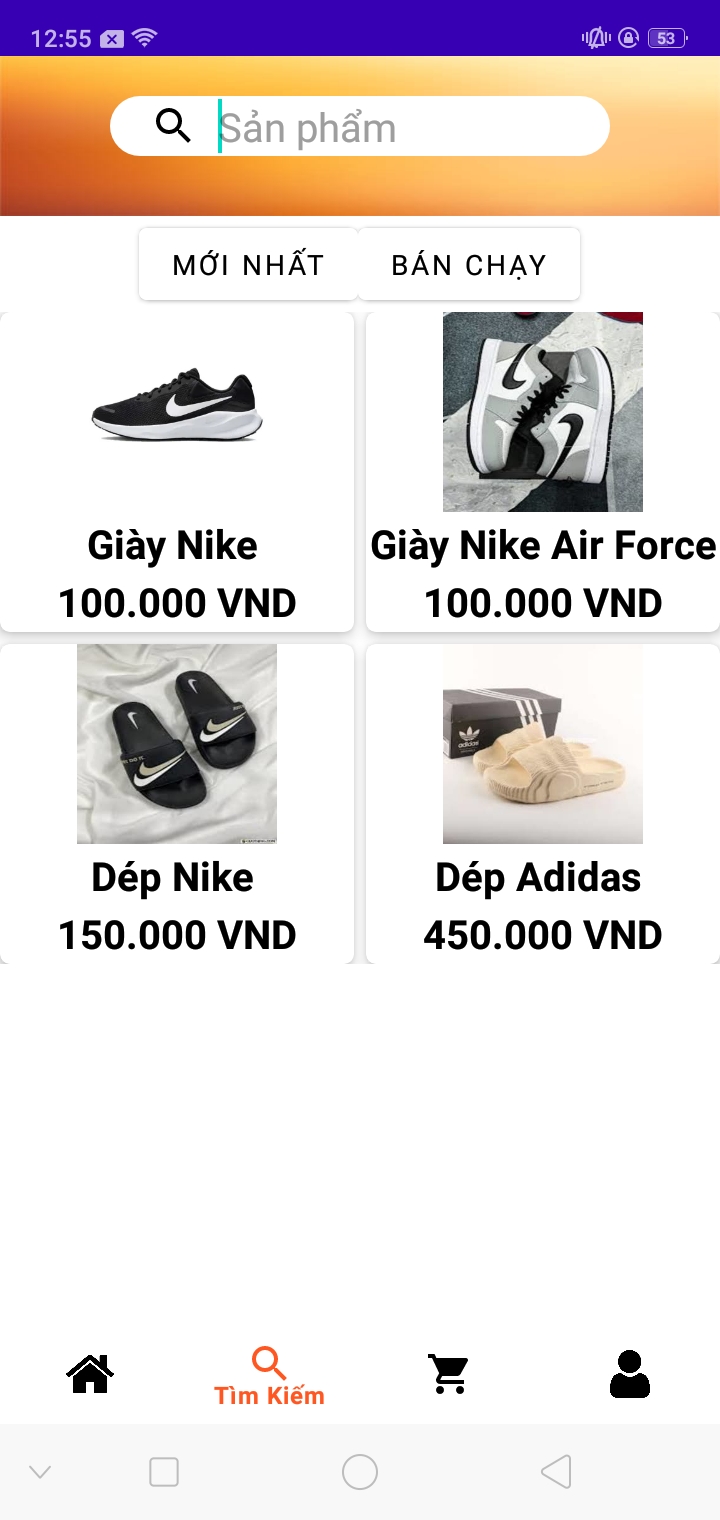 12:55
53
Sản phẩm
MỚI NHẤT BÁN CHẠY
Giày Nike
100.000 VND
Giày Nike Air Force
100.000 VND
adidas
Dép Nike
150.000 VND
Dép Adidas
450.000 VND
Tìm Kiếm